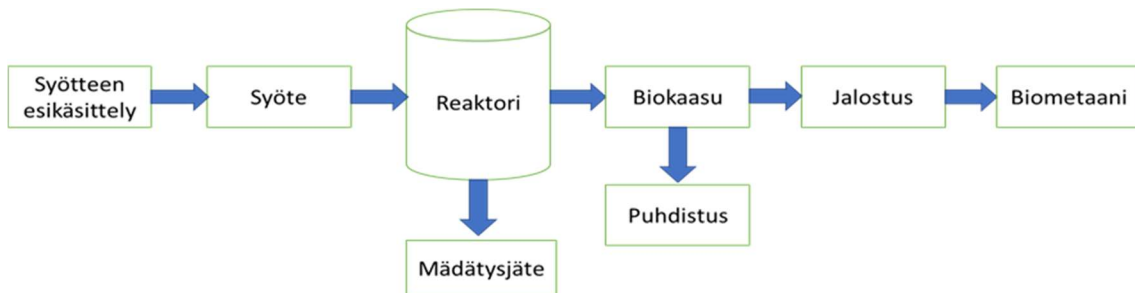 Syötteen
esikäsittely
Syöte
Reaktori
Biokaasu
Jalostus
Biometaani
Puhdistus
Mädätysjäte